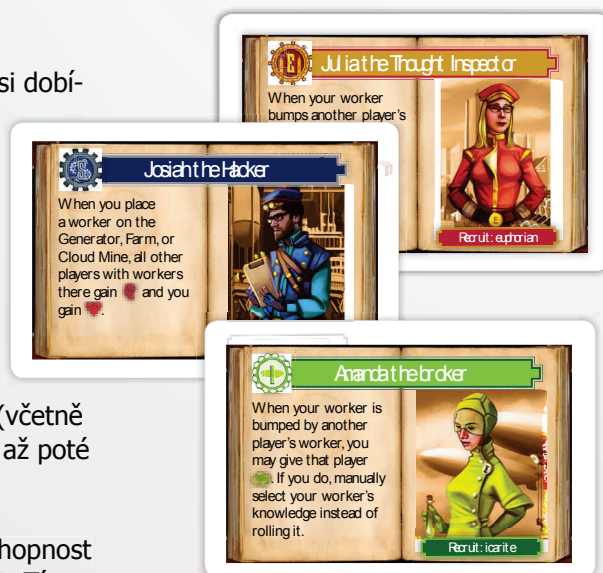 si dobí-
(včetně
až poté
hopnost
Julia the Thought Inspector
When your worker
bumps another player's
E
Recruit: euphorian
Josiah the Hacker
When you place
a worker on the
Generator, Farm, or
Cloud Mine, all other
players with workers
there gain and you
gain .
Amanda the broker
When your worker is
bumped by another
player's worker, you
may give that player
. If you do, manually
select your worker's
knowledge instead of
rolling it.
Recruit: icarite